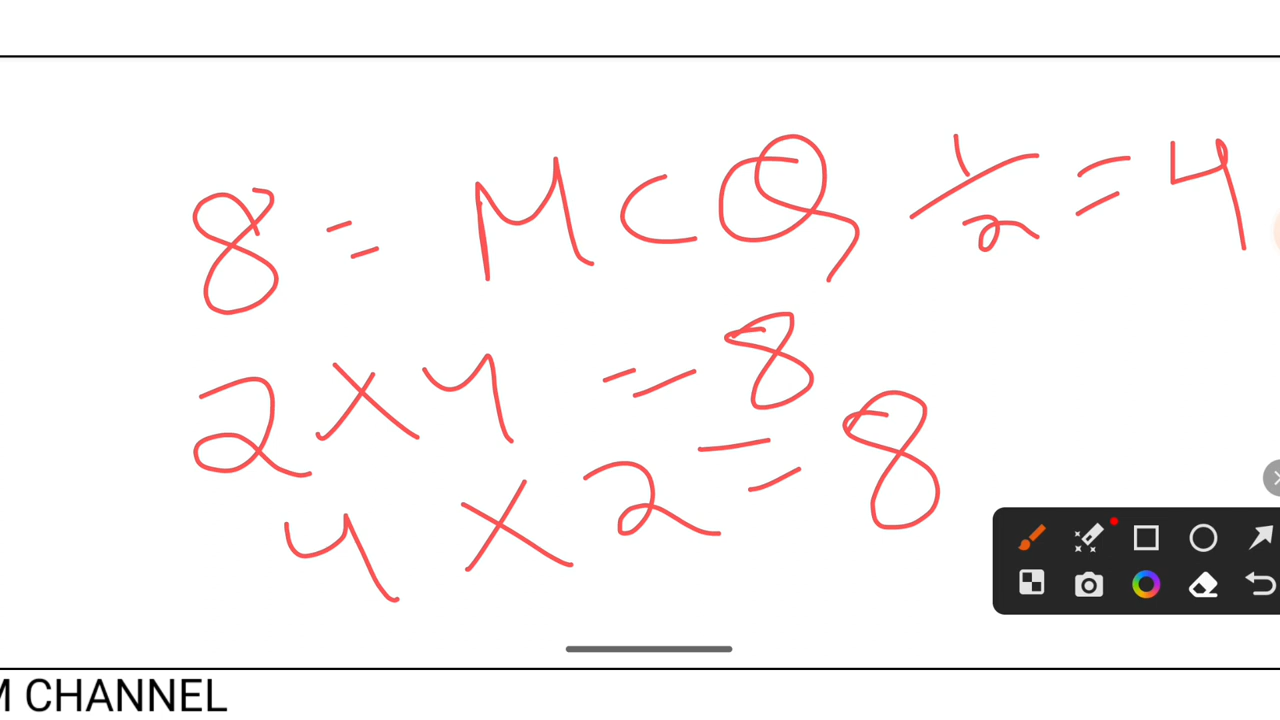 8 = MCQ 1/2 = 4
2 × 4 = 8
4 × 2 = 8
M CHANNEL